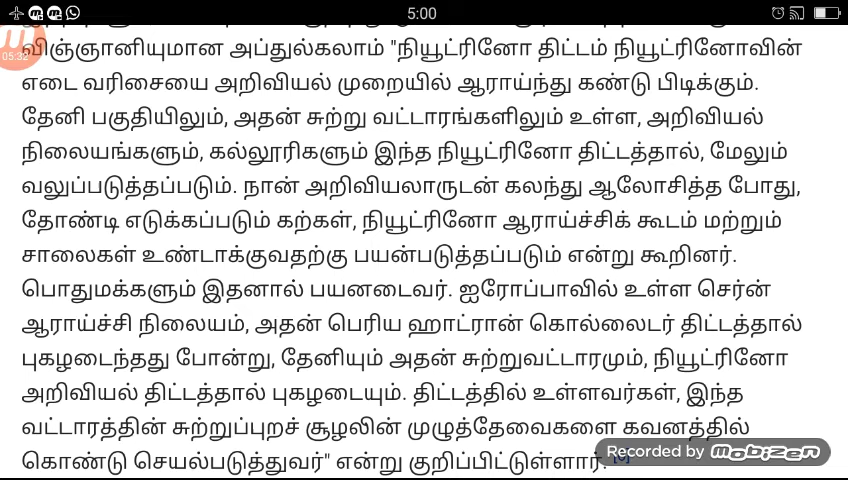 5:00
05:32
விஞ்ஞானியுமான அப்துல்கலாம் "நியூட்ரினோ திட்டம் நியூட்ரினோவின்
எடை வரிசையை அறிவியல் முறையில் ஆராய்ந்து கண்டு பிடிக்கும்.
தேனி பகுதியிலும், அதன் சுற்று வட்டாரங்களிலும் உள்ள, அறிவியல்
நிலையங்களும், கல்லூரிகளும் இந்த நியூட்ரினோ திட்டத்தால், மேலும்
வலுப்படுத்தப்படும். நான் அறிவியலாருடன் கலந்து ஆலோசித்த போது,
தோண்டி எடுக்கப்படும் கற்கள், நியூட்ரினோ ஆராய்ச்சிக் கூடம் மற்றும்
சாலைகள் உண்டாக்குவதற்கு பயன்படுத்தப்படும் என்று கூறினர்.
பொதுமக்களும் இதனால் பயனடைவர். ஐரோப்பாவில் உள்ள செர்ன்
ஆராய்ச்சி நிலையம், அதன் பெரிய ஹாட்ரான் கொல்லைடர் திட்டத்தால்
புகழடைந்தது போன்று, தேனியும் அதன் சுற்றுவட்டாரமும், நியூட்ரினோ
அறிவியல் திட்டத்தால் புகழடையும். திட்டத்தில் உள்ளவர்கள், இந்த
வட்டாரத்தின் சுற்றுப்புறச் சூழலின் முழுத்தேவைகளை கவனத்தில்
கொண்டு செயல்படுத்துவர்" என்று குறிப்பிட்டுள்ளார்.
Recorded by mobizen